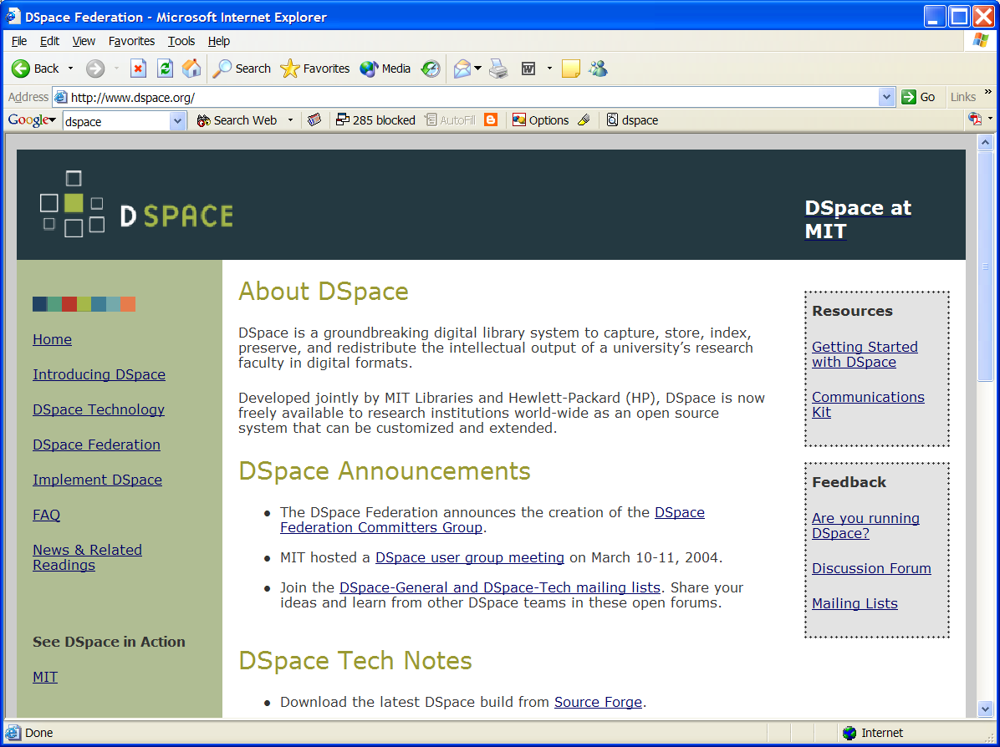 DSpace Federation - Microsoft Internet Explorer
File Edit View Favorites Tools Help
Back Search Favorites Media
Address http://www.dspace.org/ Go Links »
Google dspace Search Web 285 blocked AutoFill Options dspace
DSPACE
DSpace at
MIT
Home
Introducing DSpace
DSpace Technology
DSpace Federation
Implement DSpace
FAQ
News & Related
Readings
See DSpace in Action
MIT
About DSpace
DSpace is a groundbreaking digital library system to capture, store, index,
preserve, and redistribute the intellectual output of a university’s research
faculty in digital formats.
Developed jointly by MIT Libraries and Hewlett-Packard (HP), DSpace is now
freely available to research institutions world-wide as an open source
system that can be customized and extended.
DSpace Announcements
• The DSpace Federation announces the creation of the DSpace
Federation Committers Group.
• MIT hosted a DSpace user group meeting on March 10-11, 2004.
• Join the DSpace-General and DSpace-Tech mailing lists. Share your
ideas and learn from other DSpace teams in these open forums.
DSpace Tech Notes
• Download the latest DSpace build from Source Forge.
Resources
Getting Started
with DSpace
Communications
Kit
Feedback
Are you running
DSpace?
Discussion Forum
Mailing Lists
Done Internet